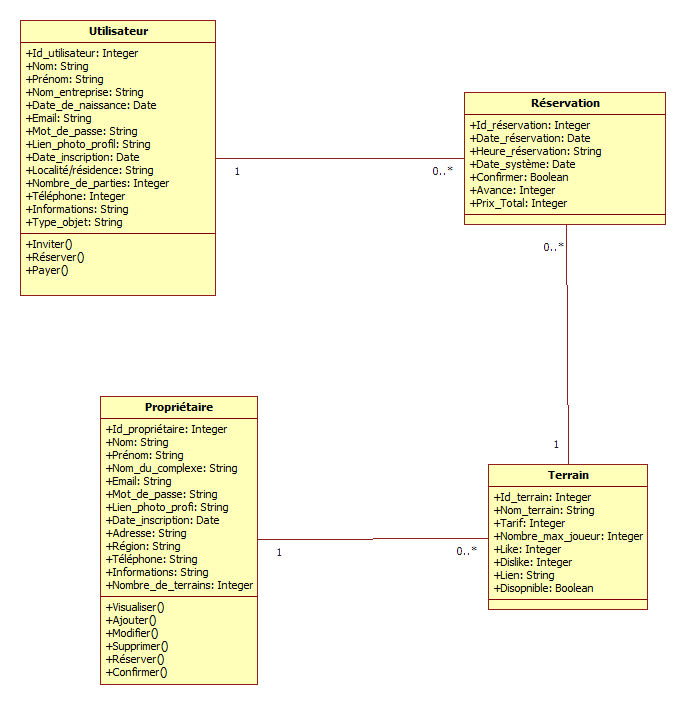 Utilisateur
+Id_utilisateur: Integer
+Nom: String
+Prénom: String
+Nom_entreprise: String
+Date_de_naissance: Date
+Email: String
+Mot_de_passe: String
+Lien_photo_profil: String
+Date_inscription: Date
+Localité/résidence: String
+Nombre_de_parties: Integer
+Téléphone: Integer
+Informations: String
+Type_objet: String
+Inviter()
+Réserver()
+Payer()
1
0..*
Réservation
+Id_réservation: Integer
+Date_réservation: Date
+Heure_réservation: String
+Date_système: Date
+Confirmer: Boolean
+Avance: Integer
+Prix_Total: Integer
0..*
1
Propriétaire
+Id_propriétaire: Integer
+Nom: String
+Prénom: String
+Nom_du_complexe: String
+Email: String
+Mot_de_passe: String
+Lien_photo_profi: String
+Date_inscription: Date
+Adresse: String
+Région: String
+Téléphone: String
+Informations: String
+Nombre_de_terrains: Integer
+Visualiser()
+Ajouter()
+Modifier()
+Supprimer()
+Réserver()
+Confirmer()
1
0..*
Terrain
+Id_terrain: Integer
+Nom_terrain: String
+Tarif: Integer
+Nombre_max_joueur: Integer
+Like: Integer
+Dislike: Integer
+Lien: String
+Disopnible: Boolean